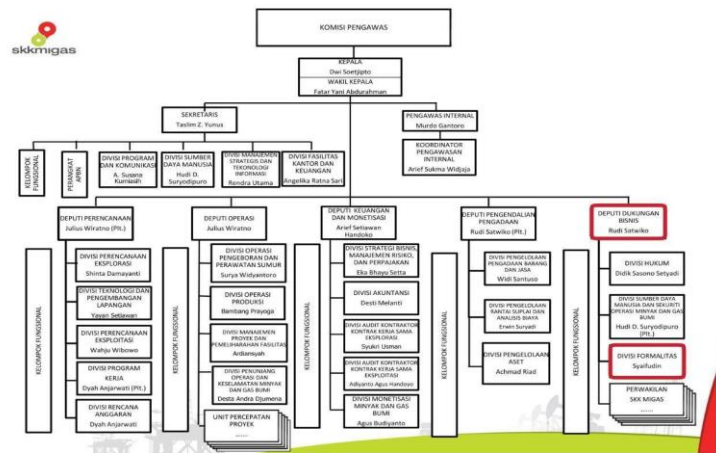 skkmigas
KOMISI PENGAWAS
KEPALA
Dwi Soetjipto
WAKIL KEPALA
Fatar Yani Abdurahman
SEKRETARIS
Taslim Z. Yunus
PENGAWAS INTERNAL
Murdo Gantoro
KOORDINATOR
PENGAWASAN
INTERNAL
Arief Sukma Widjaja
KELOMPOK
FUNGSIONAL
PERANGKAT
APBN
DIVISI PROGRAM
DAN KOMUNIKASI
A. Susana
Kurniasih
DIVISI SUMBER
DAYA MANUSIA
Hudi D.
Suryodipuro
DIVISI MANAJEMEN
STRATEGIS DAN
TEKONOLOGI
INFORMASI
Rendra Utama
DIVISI FASILITAS
KANTOR DAN
KEUANGAN
Angelika Ratna Sari
DEPUTI PERENCANAAN
Julius Wiratno (Plt.)
KELOMPOK FUNGSIONAL
DIVISI PERENCANAAN
EKSPLORASI
Shinta Damayanti
DIVISI TEKNOLOGI DAN
PENGEMBANGAN
LAPANGAN
Yayan Setiawan
DIVISI PERENCANAAN
EKSPLOITASI
Wahju Wibowo
DIVISI PROGRAM
KERJA
Dyah Anjarwati (Plt.)
DIVISI RENCANA
ANGGARAN
Dyah Anjarwati
DEPUTI OPERASI
Julius Wiratno
KELOMPOK FUNGSIONAL
DIVISI OPERASI
PENGEBORAN DAN
PERAWATAN SUMUR
Surya Widyantoro
DIVISI OPERASI
PRODUKSI
Bambang Prayoga
DIVISI MANAJEMEN
PROYEK DAN
PEMELIHARAHAN FASILITAS
Ardiansyah
DIVISI PENUNJANG
OPERASI DAN
KESELAMATAN MINYAK
DAN GAS BUMI
Desta Andra Djumena
UNIT PERCEPATAN
PROYEK
......
DEPUTI KEUANGAN
DAN MONETISASI
Arief Setiawan
Handoko
KELOMPOK FUNGSIONAL
DIVISI STRATEGI BISNIS,
MANAJEMEN RISIKO,
DAN PERPAJAKAN
Eka Bhayu Setta
DIVISI AKUNTANSI
Desti Melanti
DIVISI AUDIT KONTRAKTOR
KONTRAK KERJA SAMA
EKSPLORASI
Syukri Usman
DIVISI AUDIT KONTRAKTOR
KONTRAK KERJA SAMA
EKSPLOITASI
Adiyanto Agus Handoyo
DIVISI MONETISASI
MINYAK DAN GAS
BUMI
Agus Budiyanto
DEPUTI PENGENDALIAN
PENGADAAN
Rudi Satwiko (Plt.)
KELOMPOK FUNGSIONAL
DIVISI PENGELOLAAN
PENGADAAN BARANG
DAN JASA
Widi Santuso
DIVISI PENGELOLAAN
RANTAI SUPLAI DAN
ANALISIS BIAYA
Erwin Suryadi
DIVISI PENGELOLAAN
ASET
Achmad Riad
DEPUTI DUKUNGAN
BISNIS
Rudi Satwiko
KELOMPOK FUNGSIONAL
DIVISI HUKUM
Didik Sasono Setyadi
DIVISI SUMBER DAYA
MANUSIA DAN SEKURITI
OPERASI MINYAK DAN GAS
BUMI
Hudi D. Suryodipuro (Plt.)
DIVISI FORMALITAS
Syaifudin
PERWAKILAN
SKK MIGAS
......